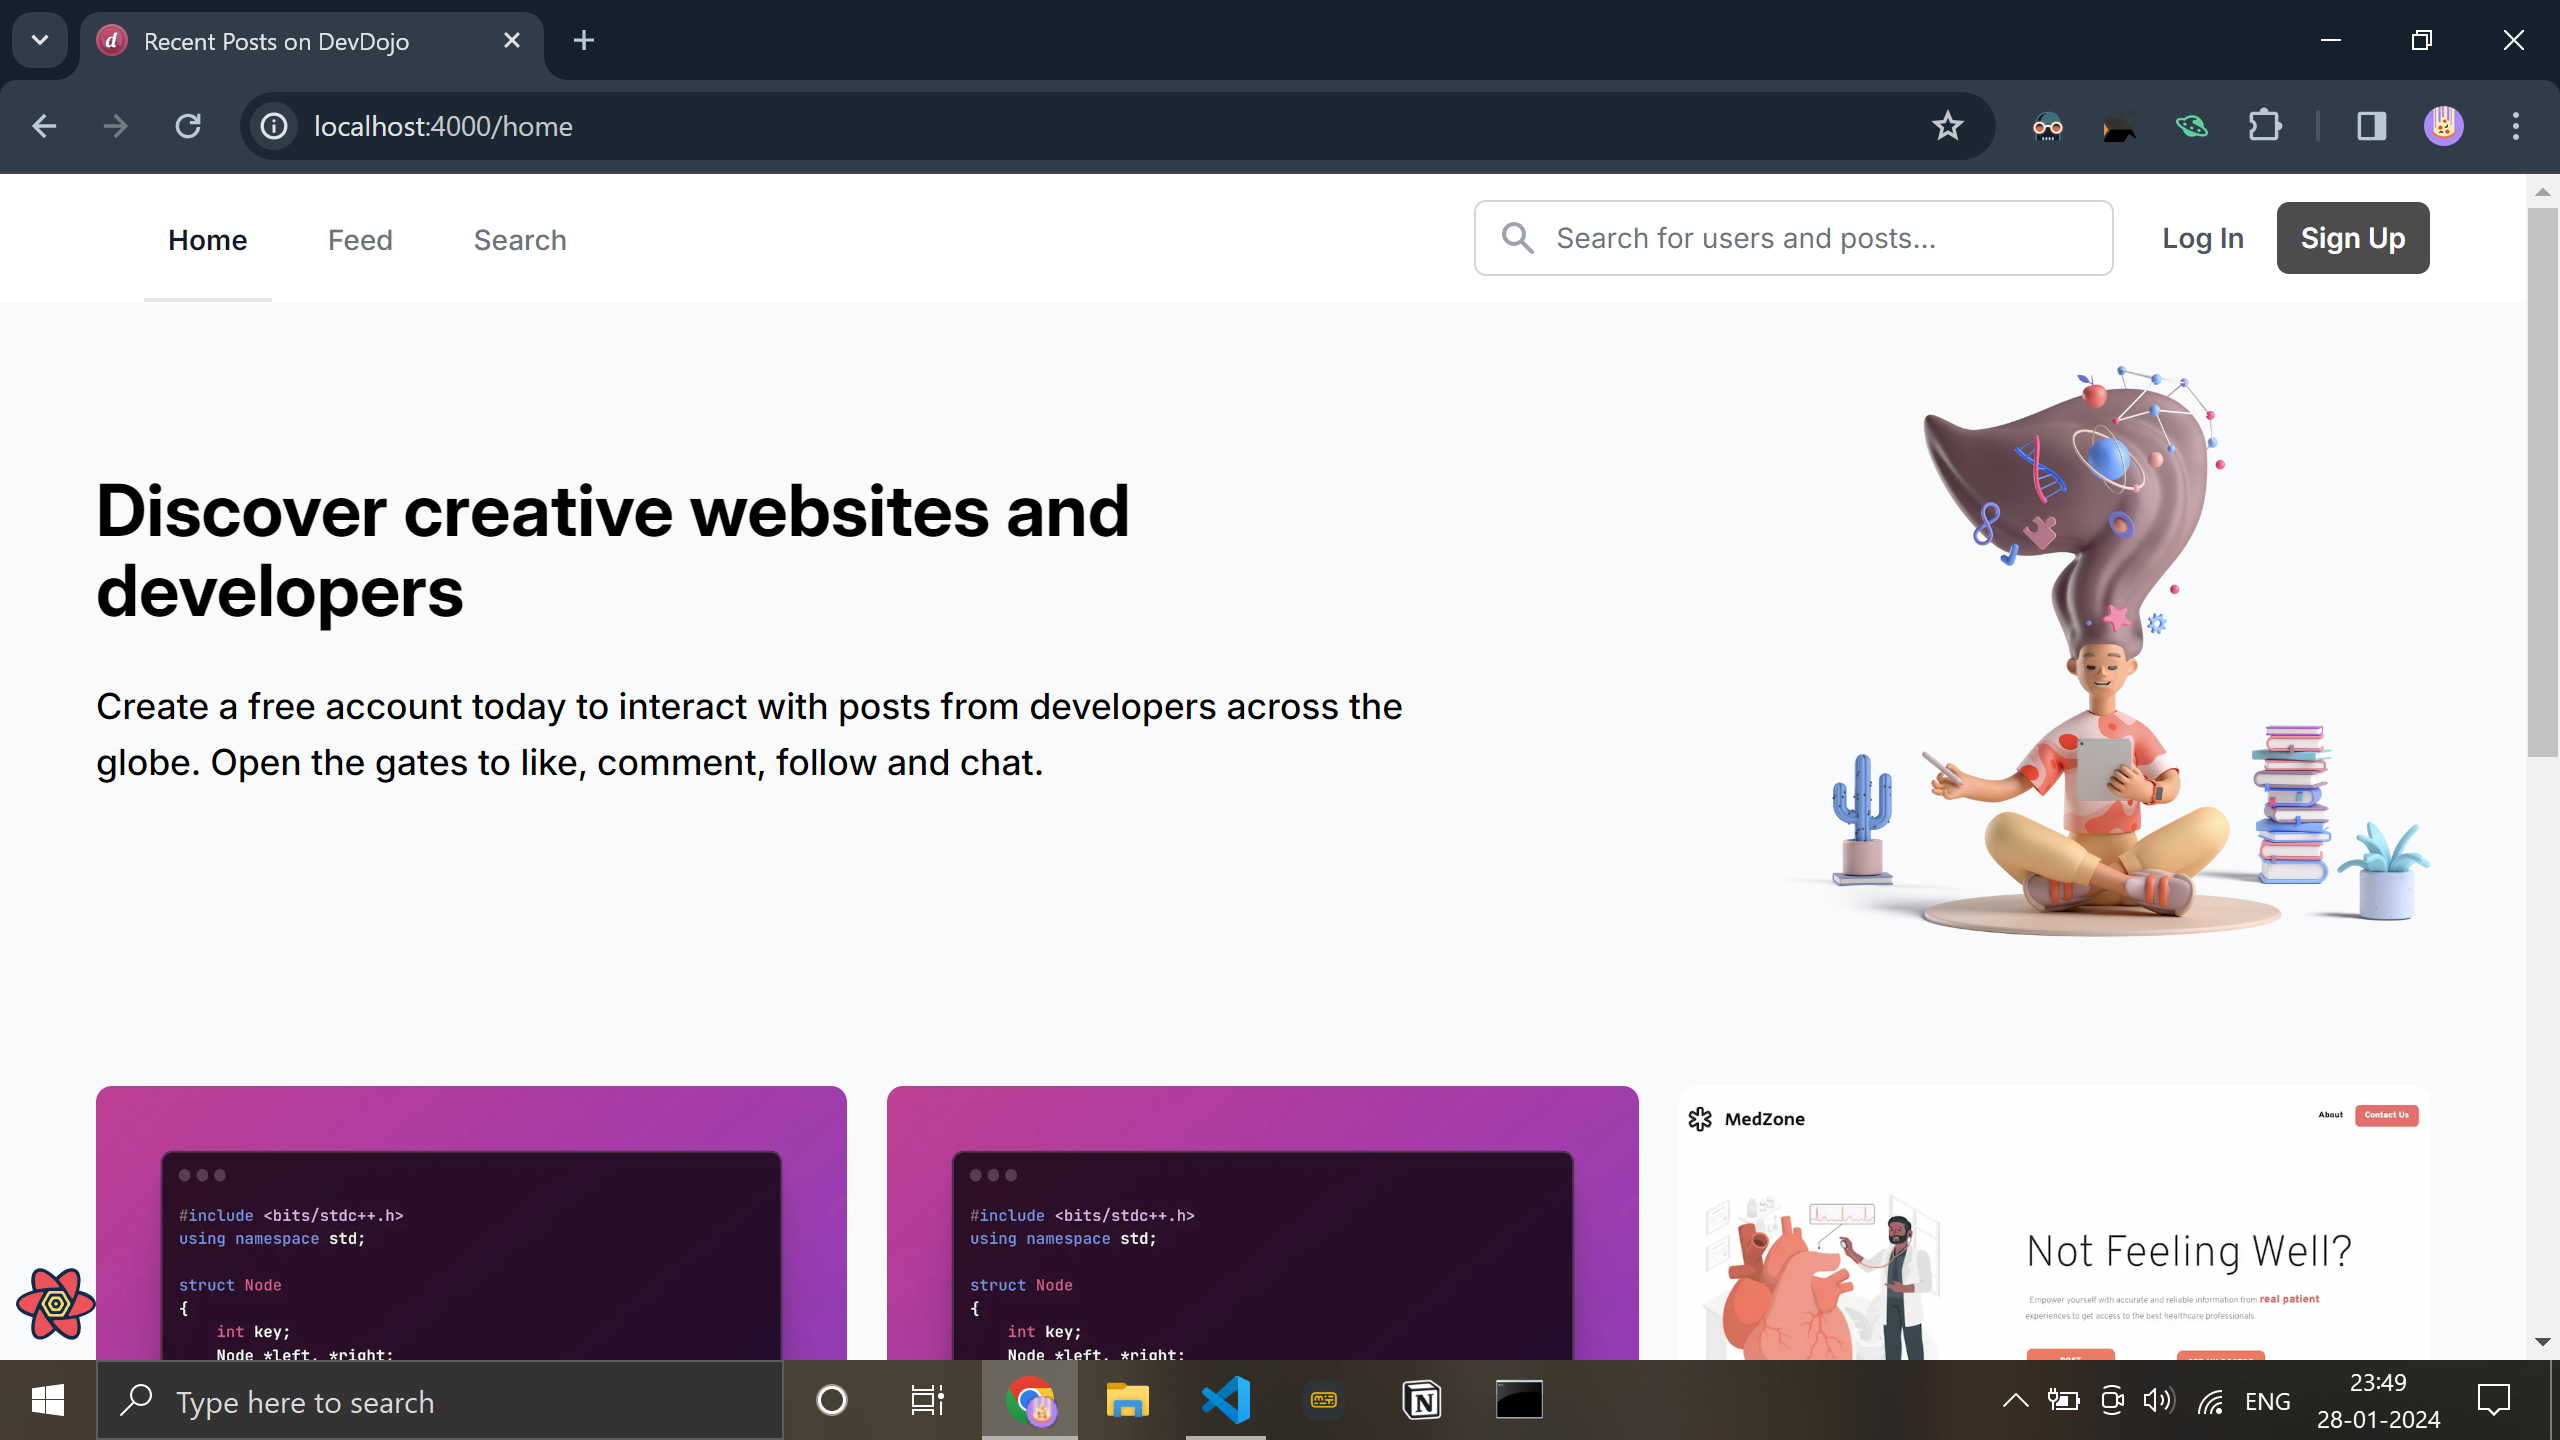 Recent Posts on DevDojo
localhost:4000/home
Home
Feed
Search
Search for users and posts...
Log In
Sign Up
Discover creative websites and
developers
Create a free account today to interact with posts from developers across the
globe. Open the gates to like, comment, follow and chat.
#include <bits/stdc++.h>
using namespace std;
struct Node
{
int key;
Node *left, *right;
#include <bits/stdc++.h>
using namespace std;
struct Node
{
int key;
Node *left, *right;
MedZone
About
Contact Us
Not Feeling Well?
Empower yourself with accurate and reliable information from real patient
experiences to get access to the best healthcare professionals.
Type here to search
ENG
23:49
28-01-2024